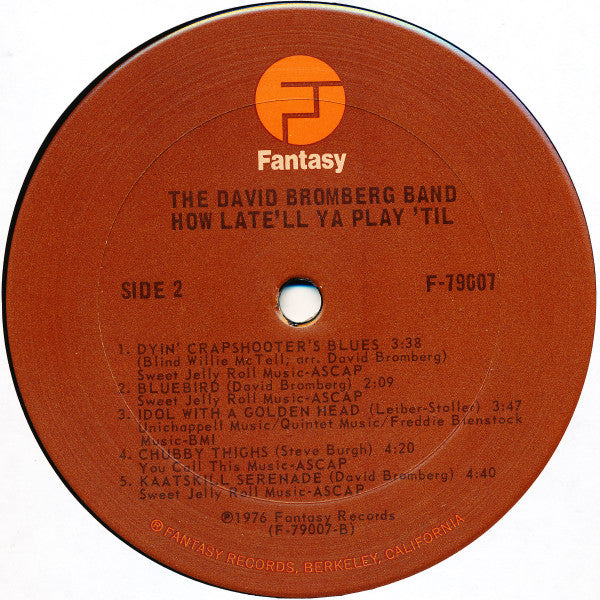 Fantasy
THE DAVID BROMBERG BAND
HOW LATE'LL YA PLAY 'TIL
SIDE 2
F-79007
1. DYIN' CRAPSHOOTER'S BLUES 3:38
(Blind Willie McTell; arr. David Bromberg)
Sweet Jelly Roll Music-ASCAP
2. BLUEBIRD (David Bromberg) 2:09
Sweet Jelly Roll Music-ASCAP
3. IDOL WITH A GOLDEN HEAD (Leiber-Stoller) 3:47
Unichappell Music/Quintet Music/Freddie Bienstock
Music-BMI
4. CHUBBY THIGHS (Steve Burgh) 4:20
You Call This Music-ASCAP
5. KAATSKILL SERENADE (David Bromberg) 4:40
Sweet Jelly Roll Music-ASCAP
℗1976 Fantasy Records
(F-79007-B)
® FANTASY RECORDS, BERKELEY, CALIFORNIA